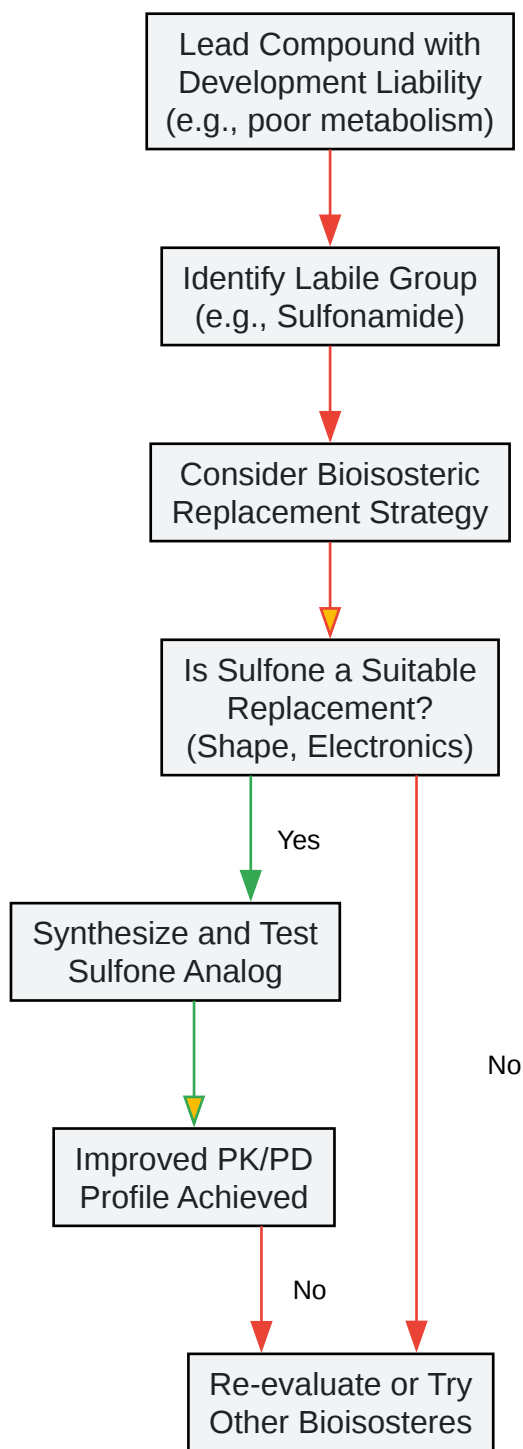 Lead Compound with
Development Liability
(e.g., poor metabolism)
Identify Labile Group
(e.g., Sulfonamide)
Consider Bioisosteric
Replacement Strategy
Is Sulfone a Suitable
Replacement?
(Shape, Electronics)
Yes
Synthesize and Test
Sulfone Analog
No
Improved PK/PD
Profile Achieved
No
Re-evaluate or Try
Other Bioisosteres